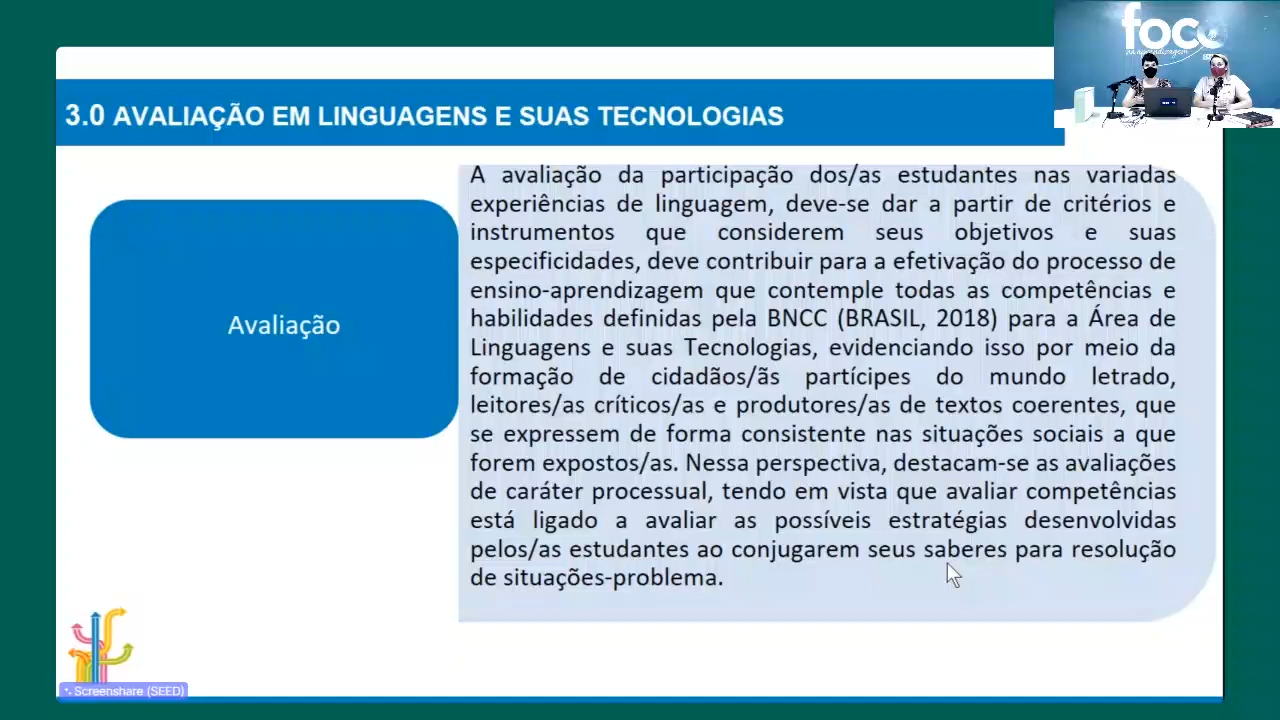 foco
na aprendizagem
3.0 AVALIAÇÃO EM LINGUAGENS E SUAS TECNOLOGIAS
Avaliação
A avaliação da participação dos/as estudantes nas variadas
experiências de linguagem, deve-se dar a partir de critérios e
instrumentos que considerem seus objetivos e suas
especificidades, deve contribuir para a efetivação do processo de
ensino-aprendizagem que contemple todas as competências e
habilidades definidas pela BNCC (BRASIL, 2018) para a Área de
Linguagens e suas Tecnologias, evidenciando isso por meio da
formação de cidadãos/ãs partícipes do mundo letrado,
leitores/as críticos/as e produtores/as de textos coerentes, que
se expressem de forma consistente nas situações sociais a que
forem expostos/as. Nessa perspectiva, destacam-se as avaliações
de caráter processual, tendo em vista que avaliar competências
está ligado a avaliar as possíveis estratégias desenvolvidas
pelos/as estudantes ao conjugarem seus saberes para resolução
de situações-problema.
Screenshare (SEED)